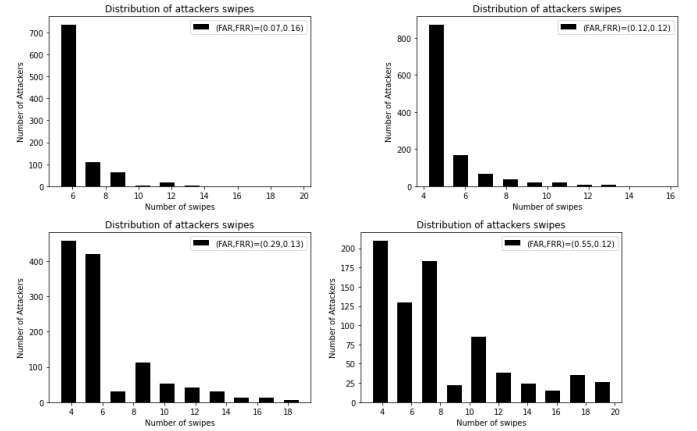 Distribution of attackers swipes
(FAR,FRR)=(0.07,0.16)
Number of Attackers
700
600
500
400
300
200
100
0
6 8 10 12 14 16 18 20
Number of swipes
Distribution of attackers swipes
(FAR,FRR)=(0.12,0.12)
Number of Attackers
800
600
400
200
0
4 6 8 10 12 14 16
Number of swipes
Distribution of attackers swipes
(FAR,FRR)=(0.29,0.13)
Number of Attackers
400
300
200
100
0
4 6 8 10 12 14 16 18
Number of swipes
Distribution of attackers swipes
(FAR,FRR)=(0.55,0.12)
Number of Attackers
200
175
150
125
100
75
50
25
0
4 6 8 10 12 14 16 18 20
Number of swipes